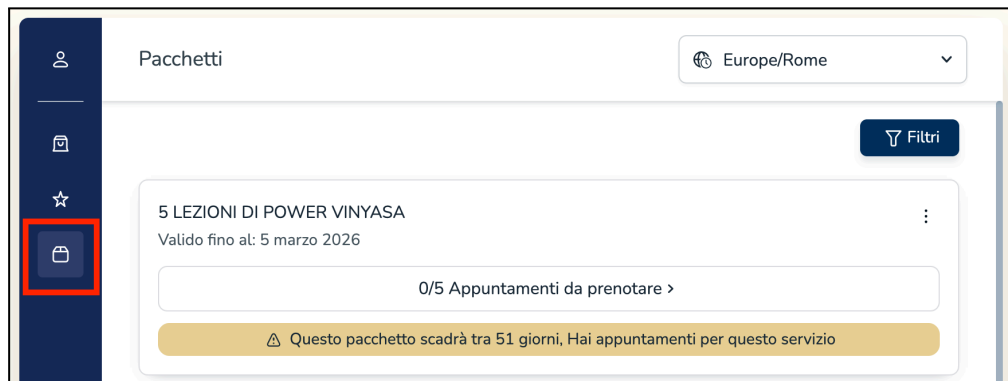 Pacchetti
Europe/Rome
Filtri
5 LEZIONI DI POWER VINYASA
Valido fino al: 5 marzo 2026
0/5 Appuntamenti da prenotare >
Questo pacchetto scadrà tra 51 giorni, Hai appuntamenti per questo servizio